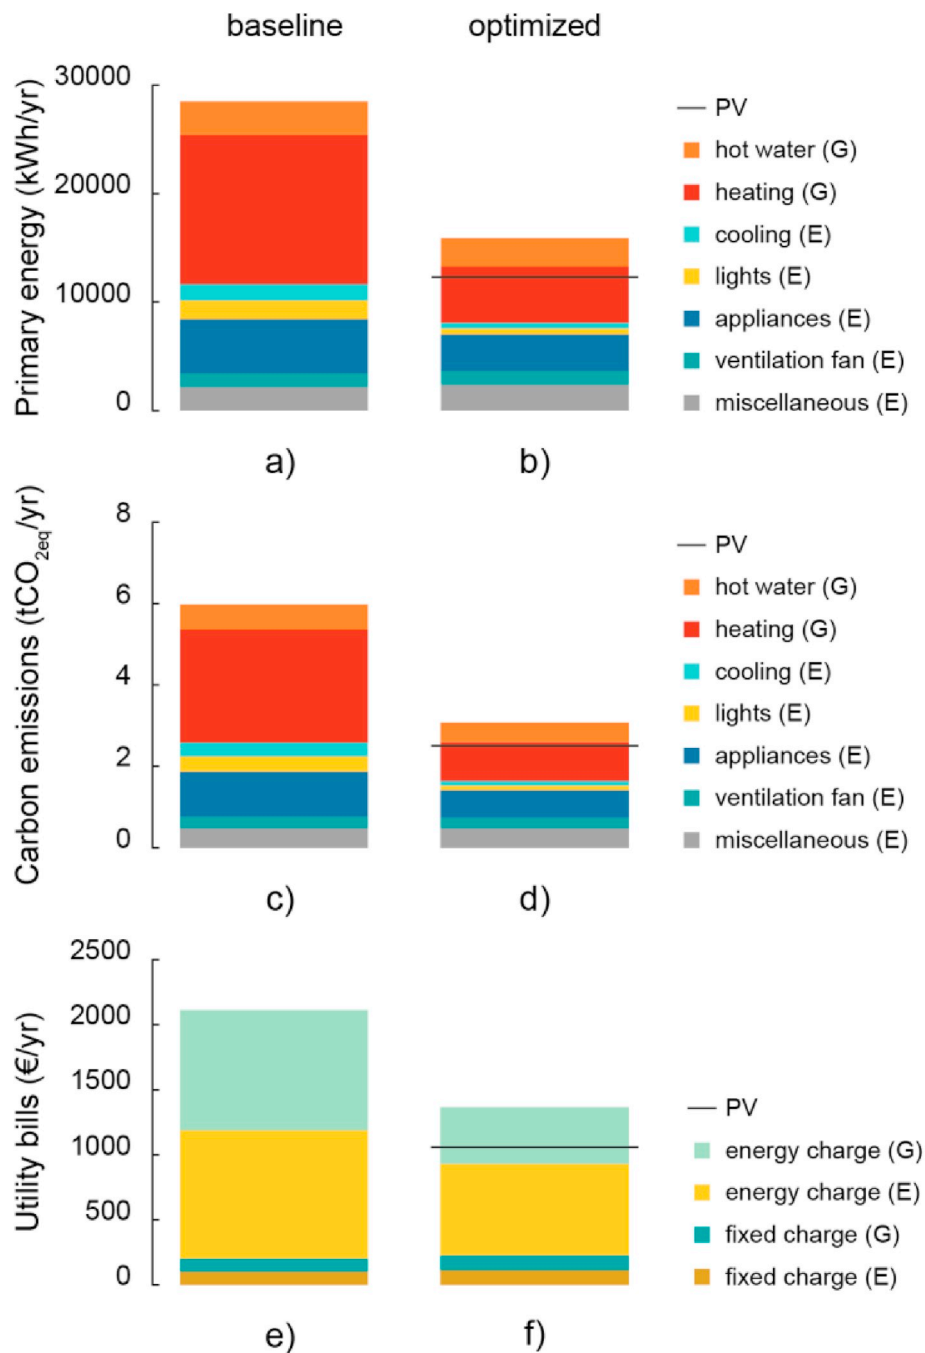 baseline optimized
Primary energy (kWh/yr)
30000
20000
10000
0
PV
hot water (G)
heating (G)
cooling (E)
lights (E)
appliances (E)
ventilation fan (E)
miscellaneous (E)
a) b)
Carbon emissions (tCO2eq/yr)
8
6
4
2
0
PV
hot water (G)
heating (G)
cooling (E)
lights (E)
appliances (E)
ventilation fan (E)
miscellaneous (E)
c) d)
Utility bills (€/yr)
2500
2000
1500
1000
500
0
PV
energy charge (G)
energy charge (E)
fixed charge (G)
fixed charge (E)
e) f)